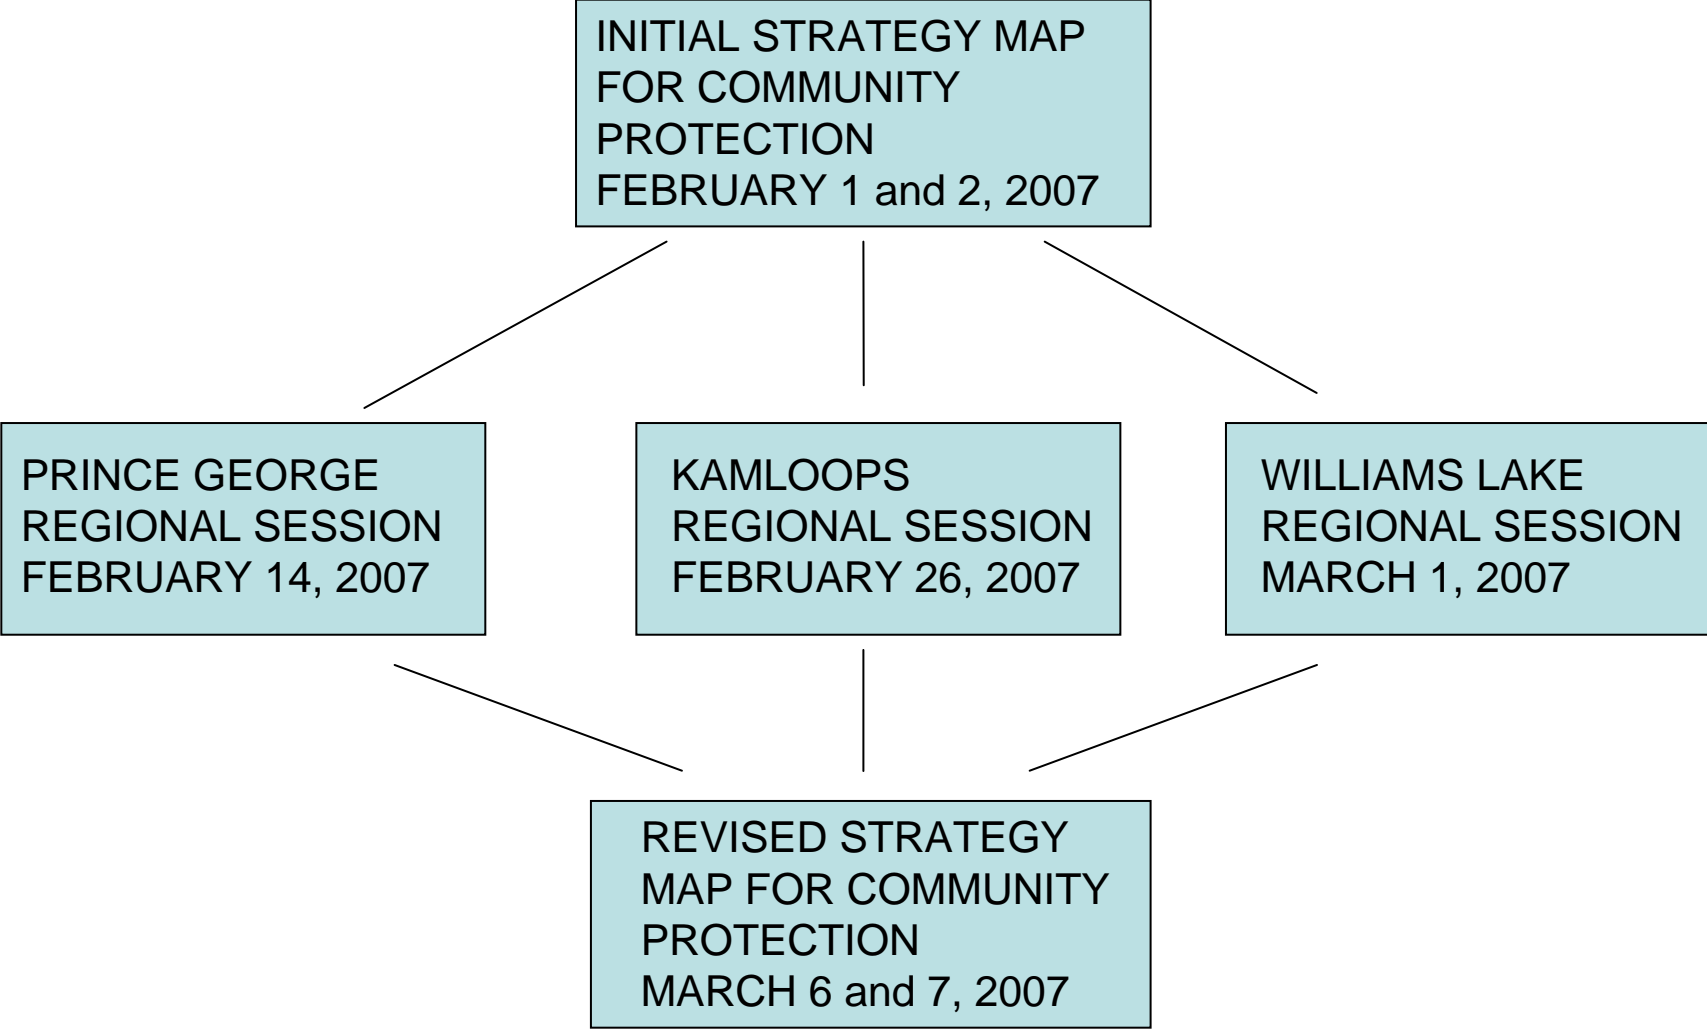 INITIAL STRATEGY MAP
FOR COMMUNITY
PROTECTION
FEBRUARY 1 and 2, 2007
PRINCE GEORGE
REGIONAL SESSION
FEBRUARY 14, 2007
KAMLOOPS
REGIONAL SESSION
FEBRUARY 26, 2007
WILLIAMS LAKE
REGIONAL SESSION
MARCH 1, 2007
REVISED STRATEGY
MAP FOR COMMUNITY
PROTECTION
MARCH 6 and 7, 2007